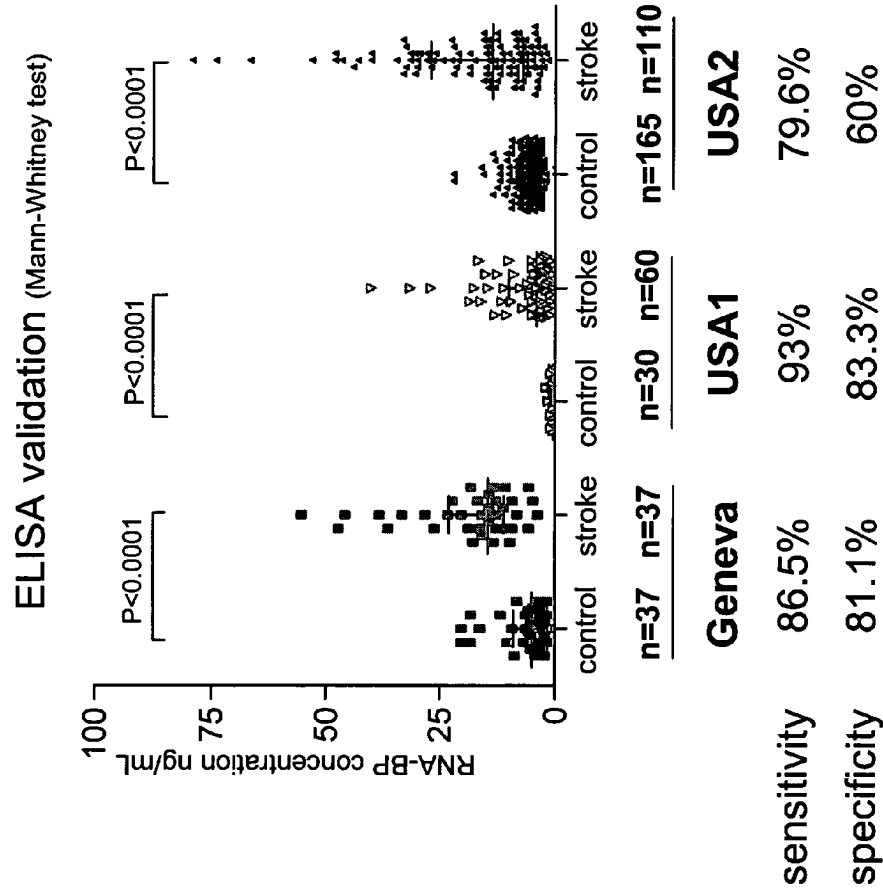 ELISA validation (Mann-Whitney test)
P<0.0001 P<0.0001 P<0.0001
100
75
50
25
0
RNA-BP concentration ng/mL
control stroke control stroke control stroke
n=37 n=37 n=30 n=60 n=165 n=110
Geneva USA1 USA2
sensitivity 86.5% 93% 79.6%
specificity 81.1% 83.3% 60%